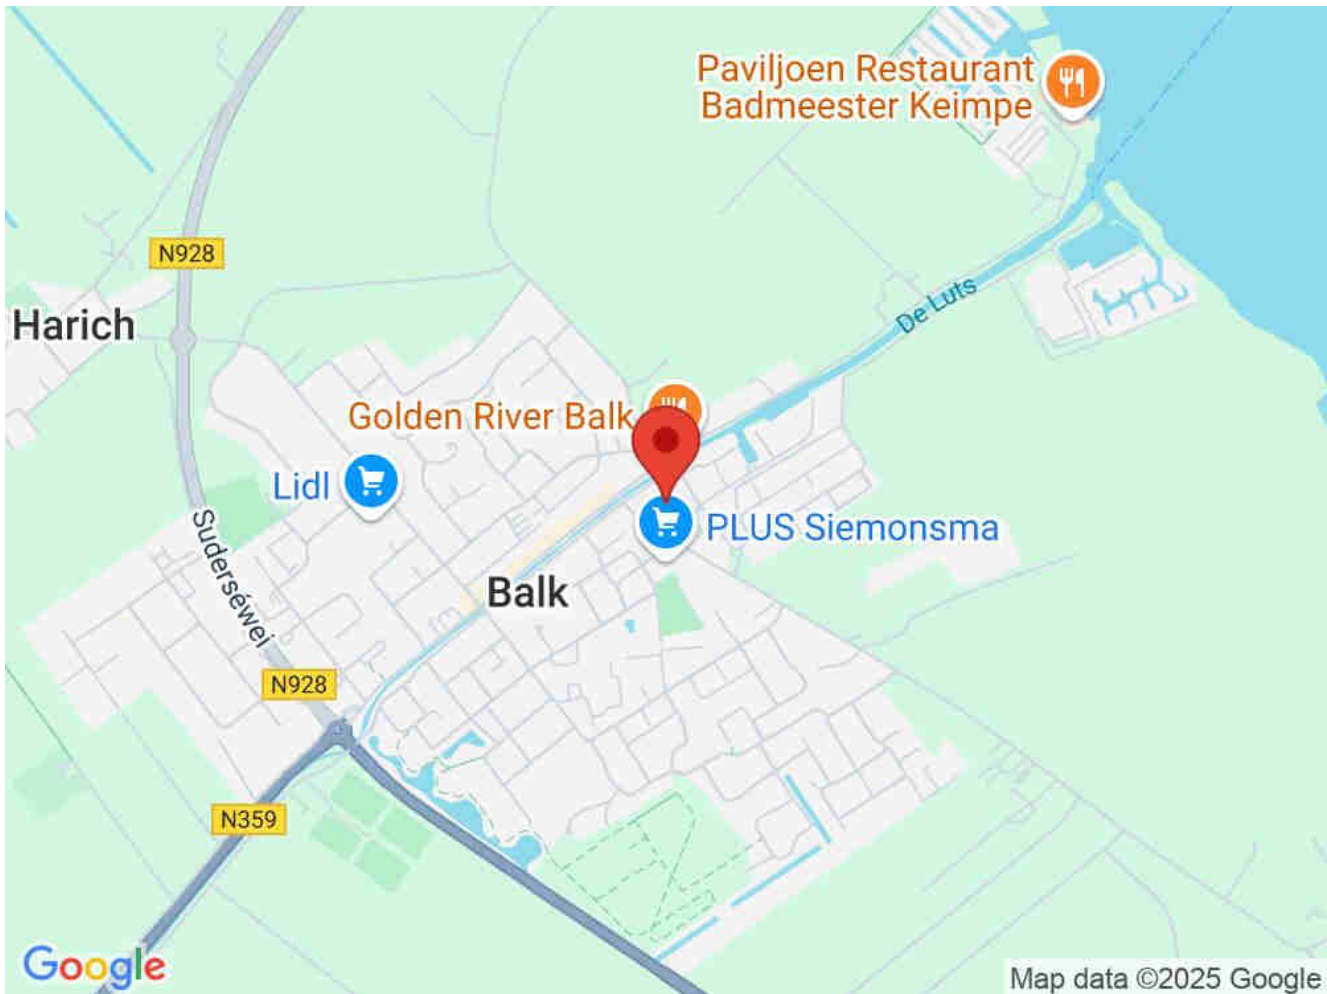 Paviljoen Restaurant
Badmeester Keimpe
N928
De Luts
Harich
Golden River Balk
Lidl
PLUS Siemonsma
Suderséwei
Balk
N928
N359
Google
Map data ©2025 Google